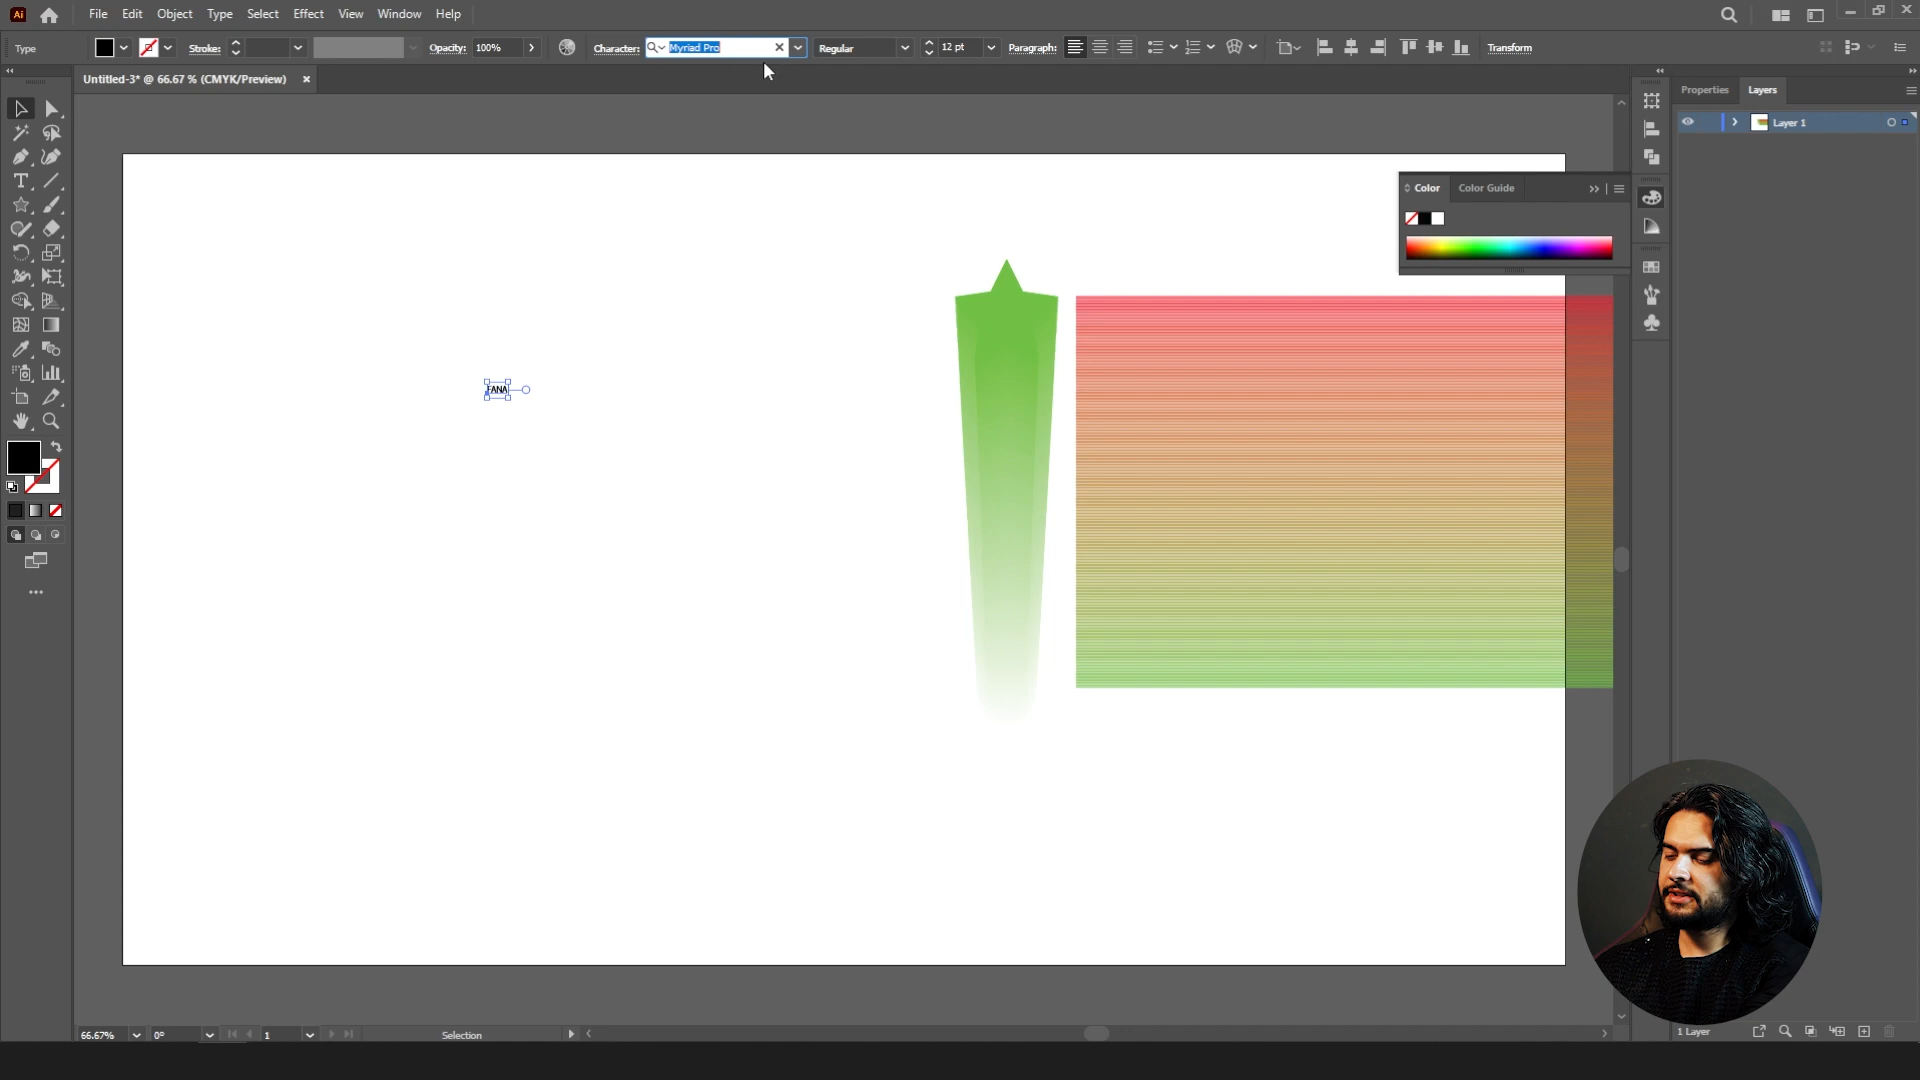 Ai File Edit Object Type Select Effect View Window Help
Type Stroke: Opacity: 100% Character: Myriad Pro Regular 12 pt Paragraph: Transform
Untitled-3* @ 66.67 % (CMYK/Preview)
Properties Layers
Layer 1
Color Color Guide
FANA
66.67% 0° 1 Selection
1 Layer